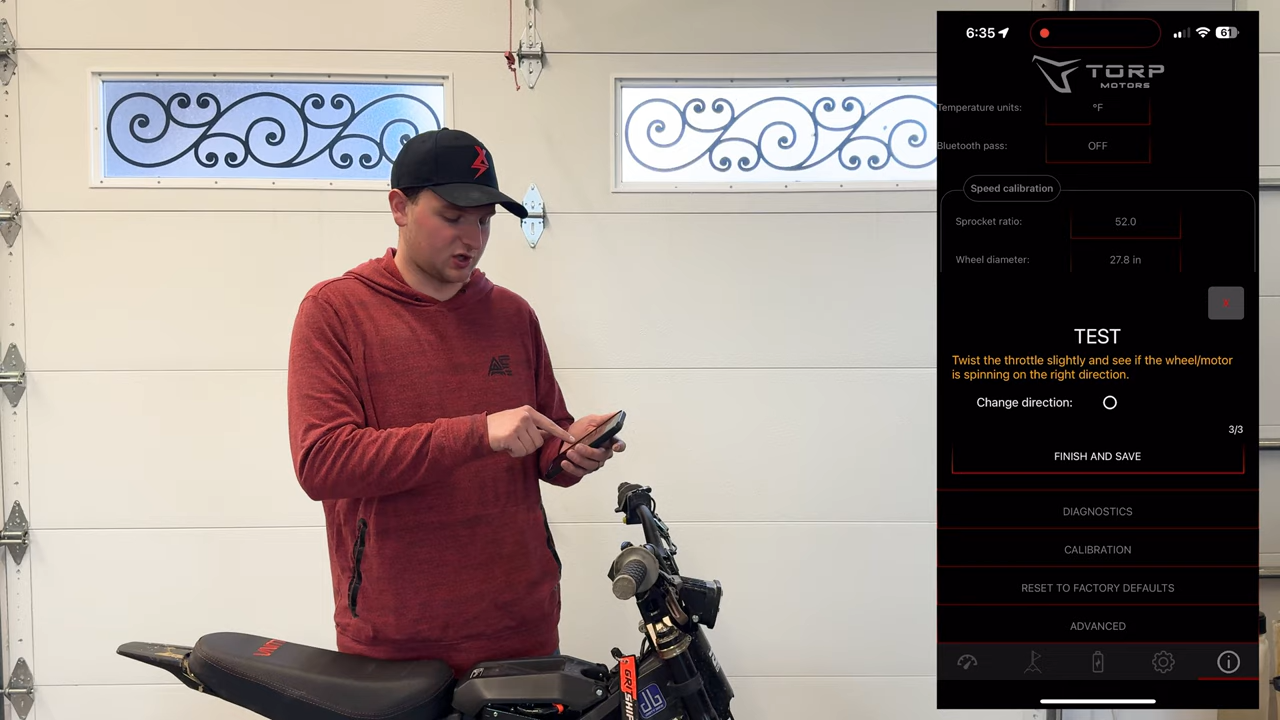 6:35
61
TORP
MOTORS
Temperature units:
°F
Bluetooth pass:
OFF
Speed calibration
Sprocket ratio:
52.0
Wheel diameter:
27.8 in
X
TEST
Twist the throttle slightly and see if the wheel/motor
is spinning on the right direction.
Change direction:
3/3
FINISH AND SAVE
DIAGNOSTICS
CALIBRATION
RESET TO FACTORY DEFAULTS
ADVANCED
LUNA